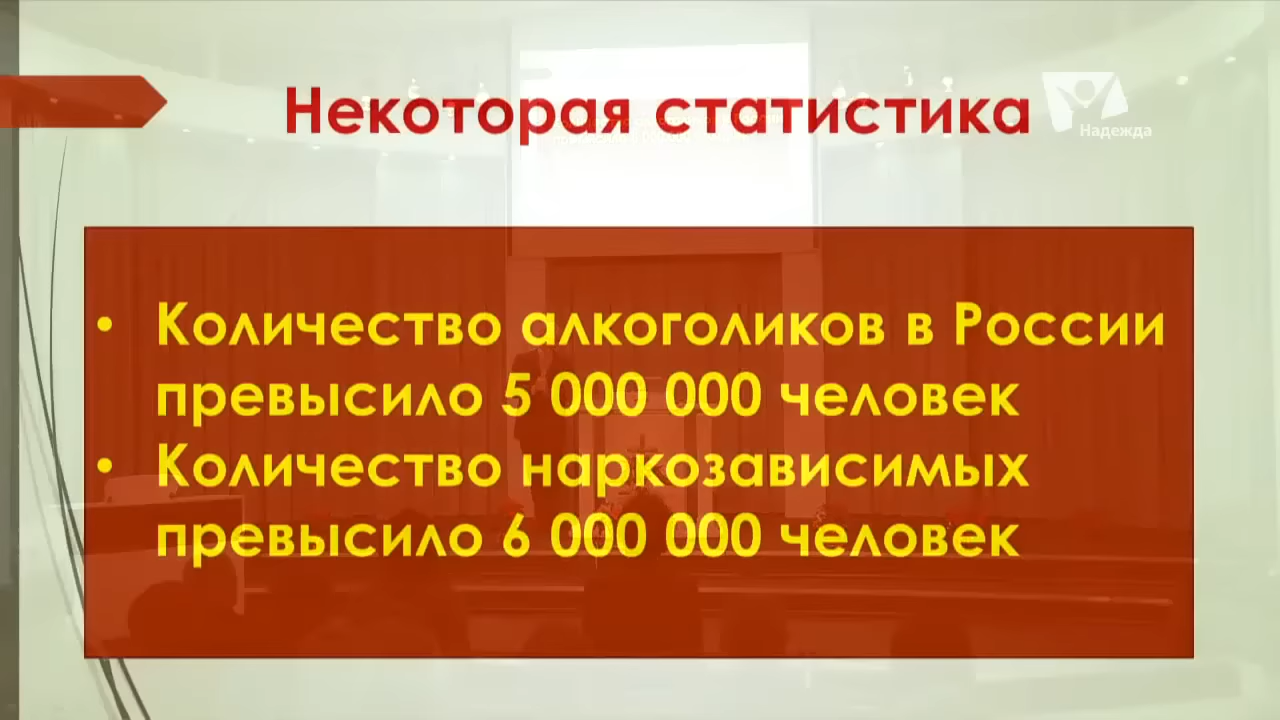 Некоторая статистика
Надежда
• Количество алкоголиков в России
превысило 5 000 000 человек
• Количество наркозависимых
превысило 6 000 000 человек